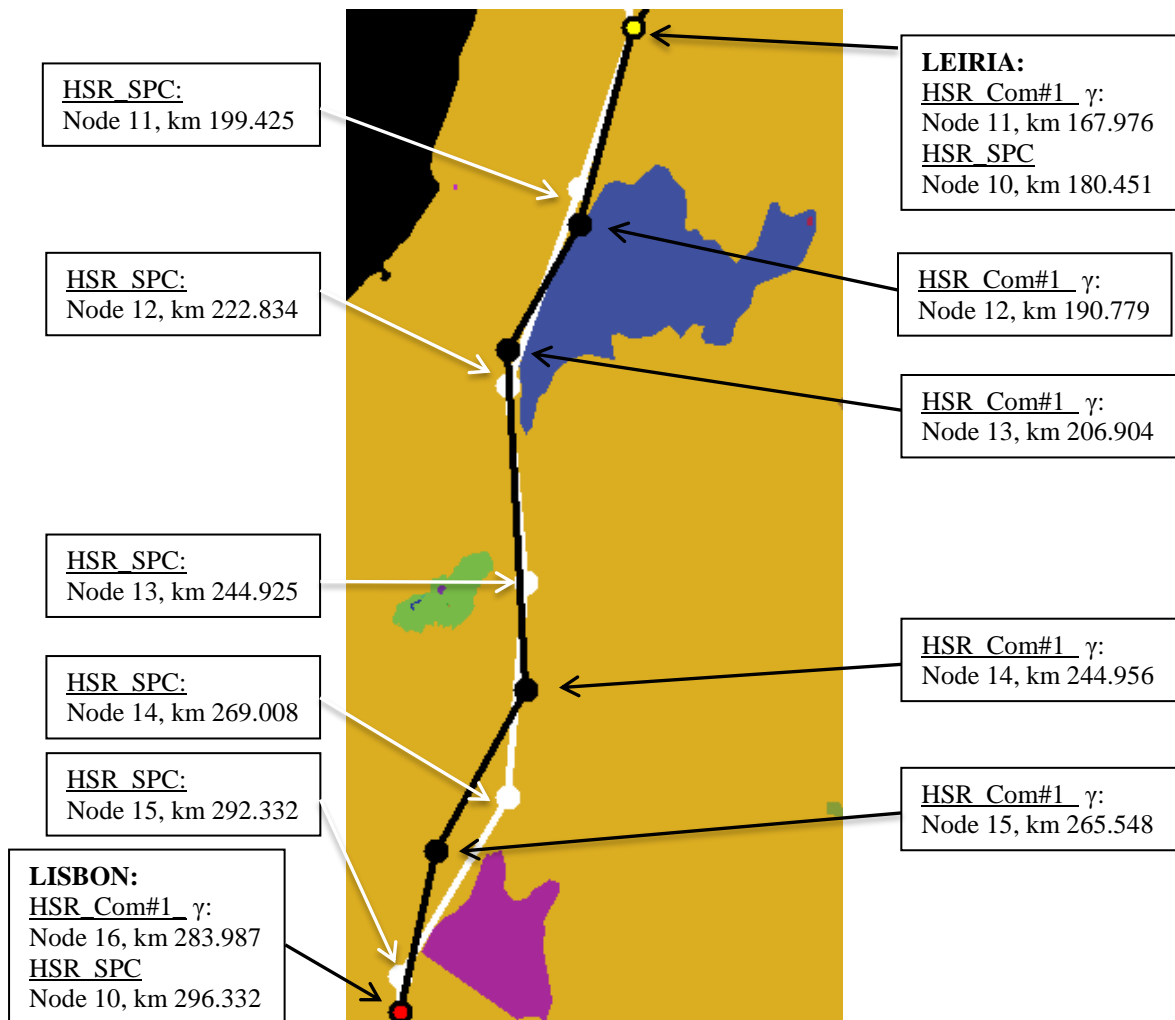 HSR_SPC:
Node 11, km 199.425
HSR_SPC:
Node 12, km 222.834
HSR_SPC:
Node 13, km 244.925
HSR_SPC:
Node 14, km 269.008
HSR_SPC:
Node 15, km 292.332
LISBON:
HSR_Com#1_ γ:
Node 16, km 283.987
HSR_SPC
Node 10, km 296.332
LEIRIA:
HSR_Com#1_ γ:
Node 11, km 167.976
HSR_SPC
Node 10, km 180.451
HSR_Com#1_ γ:
Node 12, km 190.779
HSR_Com#1_ γ:
Node 13, km 206.904
HSR_Com#1_ γ:
Node 14, km 244.956
HSR_Com#1_ γ:
Node 15, km 265.548